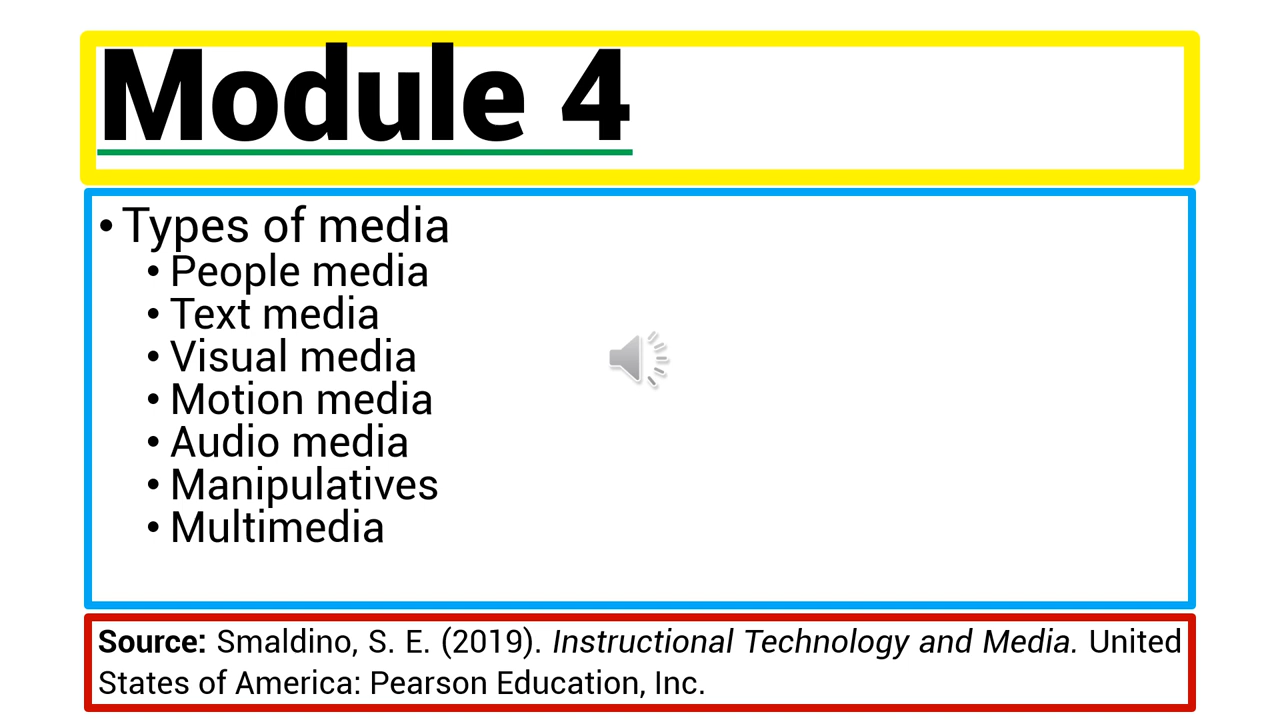 Module 4
• Types of media
• People media
• Text media
• Visual media
• Motion media
• Audio media
• Manipulatives
• Multimedia
Source: Smaldino, S. E. (2019). Instructional Technology and Media. United
States of America: Pearson Education, Inc.